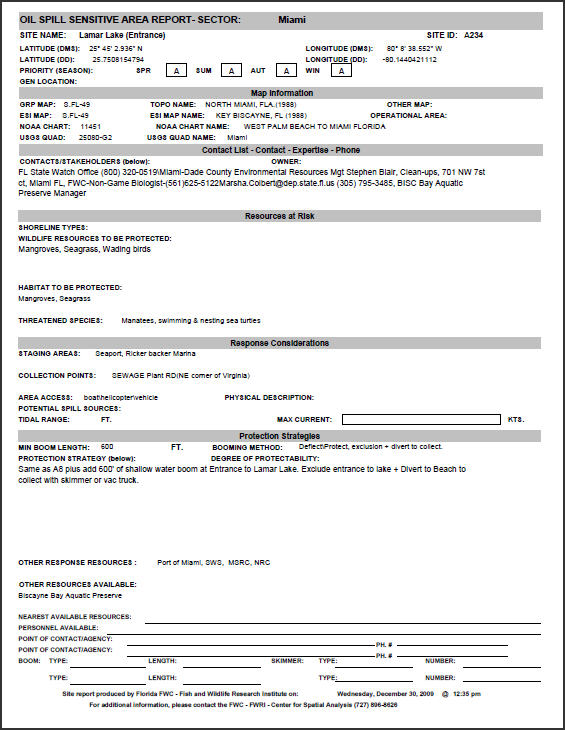 OIL SPILL SENSITIVE AREA REPORT- SECTOR: Miami
SITE NAME: Lamar Lake (Entrance) SITE ID: A234
LATITUDE (DMS): 25° 45' 2.936" N LONGITUDE (DMS): 80° 8' 38.552" W
LATITUDE (DD): 25.7508154794 LONGITUDE (DD): -80.1440421112
PRIORITY (SEASON): SPR A SUM A AUT A WIN A
GEN LOCATION:
Map Information
GRP MAP: S.FL-49 TOPO NAME: NORTH MIAMI, FLA.(1988) OTHER MAP:
ESI MAP: S.FL-49 ESI MAP NAME: KEY BISCAYNE, FL (1988) OPERATIONAL AREA:
NOAA CHART: 11451 NOAA CHART NAME: WEST PALM BEACH TO MIAMI FLORIDA
USGS QUAD: 25080-G2 USGS QUAD NAME: Miami
Contact List - Contact - Expertise - Phone
CONTACTS/STAKEHOLDERS (below): OWNER:
FL State Watch Office (800) 320-0519\Miami-Dade County Environmental Resources Mgt Stephen Blair, Clean-ups, 701 NW 7st
ct, Miami FL, FWC-Non-Game Biologist-(561)625-5122Marsha.Colbert@dep.state.fl.us (305) 795-3485, BISC Bay Aquatic
Preserve Manager
Resources at Risk
SHORELINE TYPES:
WILDLIFE RESOURCES TO BE PROTECTED:
Mangroves, Seagrass, Wading birds
HABITAT TO BE PROTECTED:
Mangroves, Seagrass
THREATENED SPECIES: Manatees, swimming & nesting sea turtles
Response Considerations
STAGING AREAS: Seaport, Ricker backer Marina
COLLECTION POINTS: SEWAGE Plant RD(NE corner of Virginia)
AREA ACCESS: boat\helicopter\vehicle PHYSICAL DESCRIPTION:
POTENTIAL SPILL SOURCES:
TIDAL RANGE: FT. MAX CURRENT: KTS.
Protection Strategies
MIN BOOM LENGTH: 600 FT. BOOMING METHOD: Deflect\Protect, exclusion + divert to collect.
PROTECTION STRATEGY (below): DEGREE OF PROTECTABILITY:
Same as A8 plus add 600' of shallow water boom at Entrance to Lamar Lake. Exclude entrance to lake + Divert to Beach to
collect with skimmer or vac truck.
OTHER RESPONSE RESOURCES : Port of Miami, SWS, MSRC, NRC
OTHER RESOURCES AVAILABLE:
Biscayne Bay Aquatic Preserve
NEAREST AVAILABLE RESOURCES:
PERSONNEL AVAILABLE:
POINT OF CONTACT/AGENCY: PH. #
POINT OF CONTACT/AGENCY: PH. #
BOOM: TYPE: LENGTH: SKIMMER: TYPE: NUMBER:
TYPE: LENGTH: TYPE: NUMBER:
Site report produced by Florida FWC - Fish and Wildlife Research Institute on: Wednesday, December 30, 2009 @ 12:35 pm
For additional information, please contact the FWC - FWRI - Center for Spatial Analysis (727) 896-8626